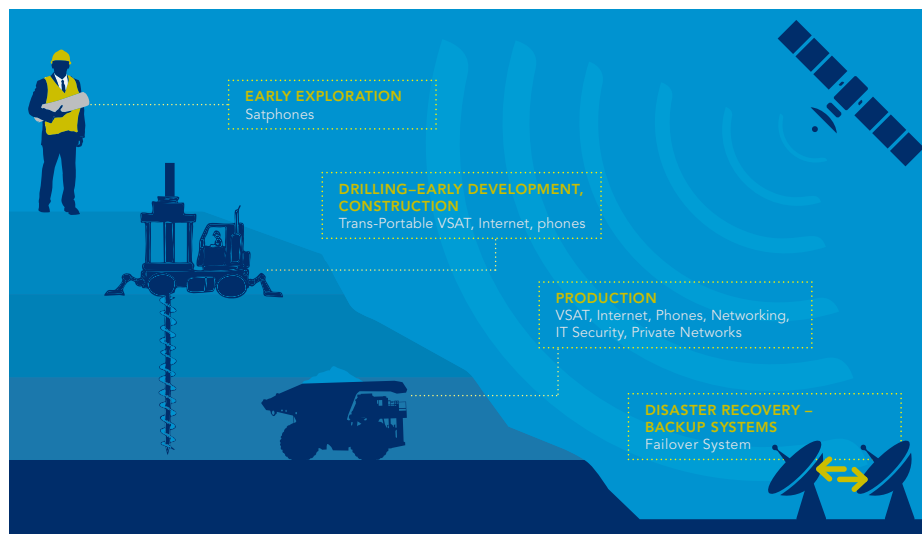 EARLY EXPLORATION
Satphones
DRILLING–EARLY DEVELOPMENT,
CONSTRUCTION
Trans-Portable VSAT, Internet, phones
PRODUCTION
VSAT, Internet, Phones, Networking,
IT Security, Private Networks
DISASTER RECOVERY –
BACKUP SYSTEMS
Failover System